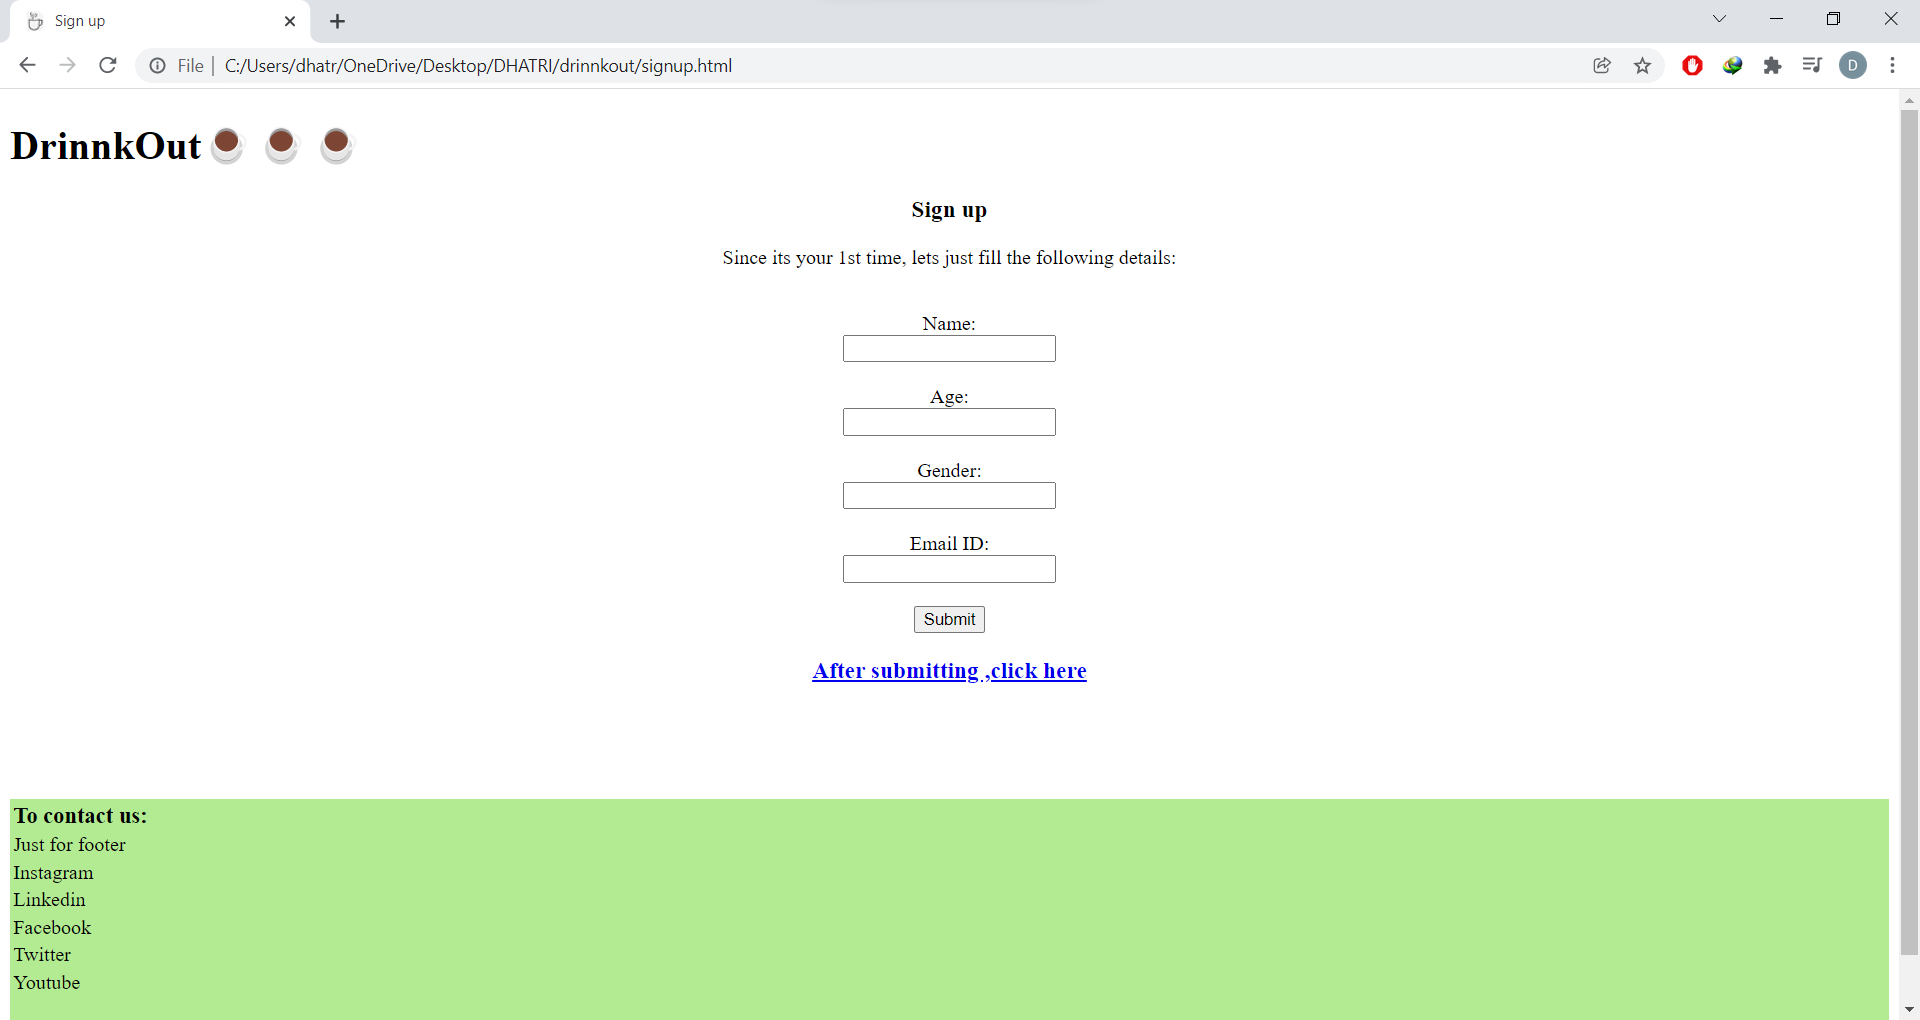 Sign up
File
C:/Users/dhatr/OneDrive/Desktop/DHATRI/drinnkout/signup.html
D
DrinnkOut
Sign up
Since its your 1st time, lets just fill the following details:
Name:
Age:
Gender:
Email ID:
Submit
After submitting ,click here
To contact us:
Just for footer
Instagram
Linkedin
Facebook
Twitter
Youtube